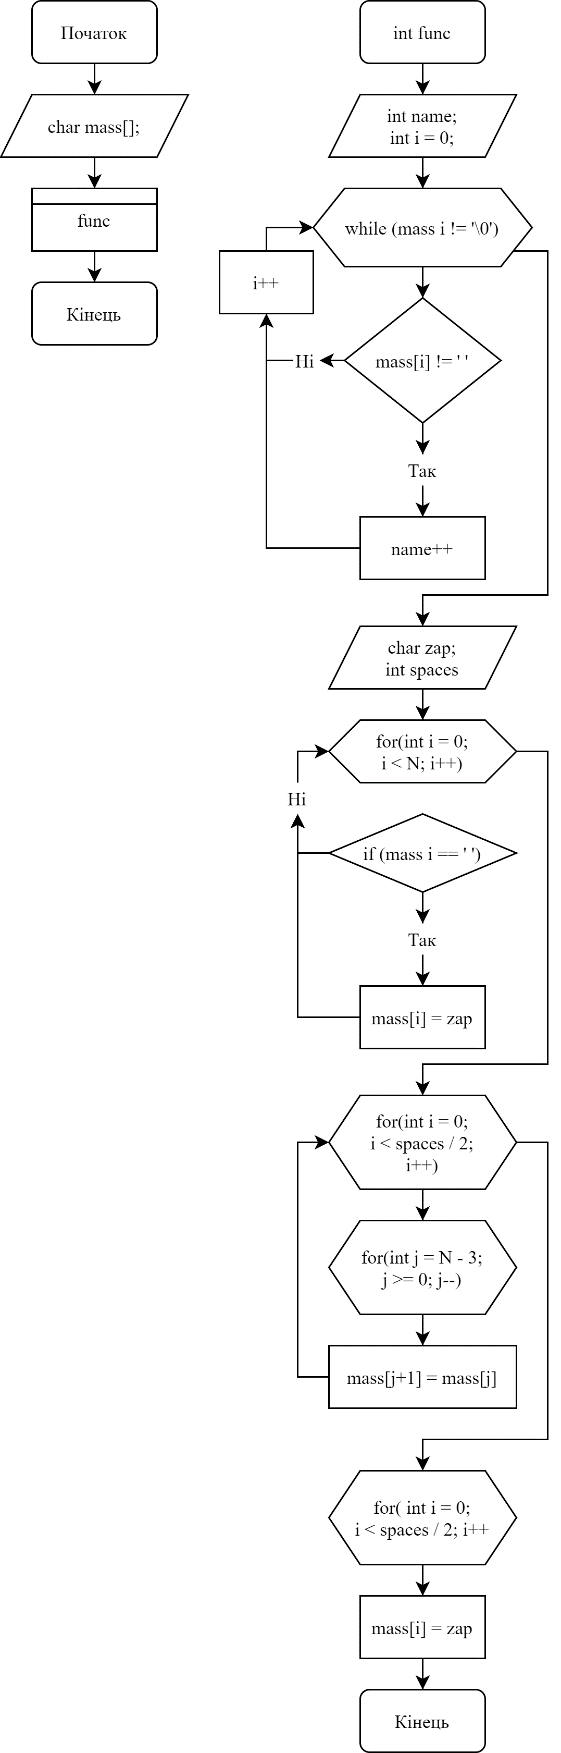 Початок
char mass[];
func
Кінець
int func
int name;
int i = 0;
while (mass i != '\0')
i++
mass[i] != ' '
Ні
Так
name++
char zap;
int spaces
for(int i = 0;
i < N; i++)
Ні
if (mass i == ' ')
Так
mass[i] = zap
for(int i = 0;
i < spaces / 2;
i++)
for(int j = N - 3;
j >= 0; j--)
mass[j+1] = mass[j]
for( int i = 0;
i < spaces / 2; i++
mass[i] = zap
Кінець